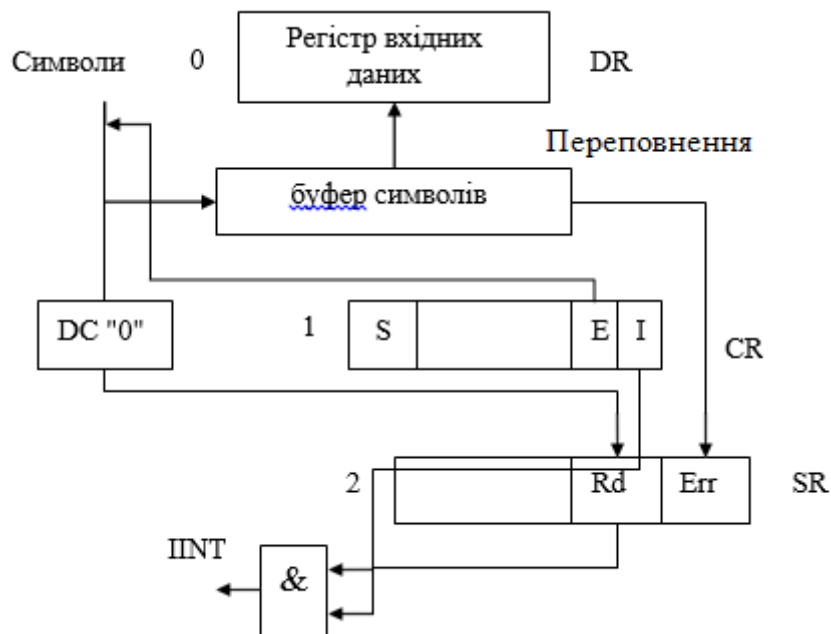 Регістр вхідних
даних
Символи
0
DR
Переповнення
буфер символів
DC "0"
1
S
E
I
CR
2
Rd
Err
SR
IINT
&